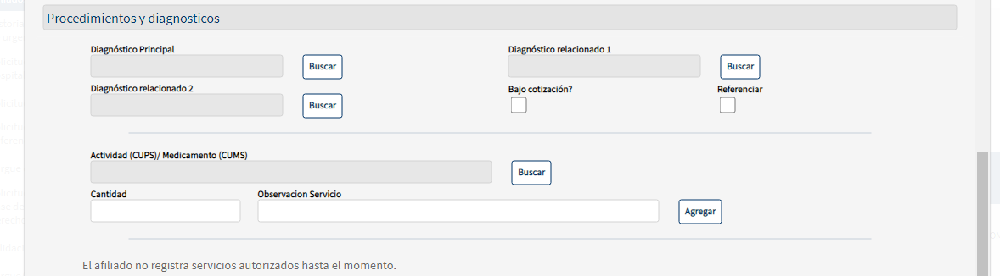 Procedimientos y diagnosticos
Diagnóstico Principal
Diagnóstico relacionado 1
Buscar
Buscar
Diagnóstico relacionado 2
Bajo cotización?
Referenciar
Buscar
Actividad (CUPS)/ Medicamento (CUMS)
Buscar
Cantidad
Observacion Servicio
Agregar
El afiliado no registra servicios autorizados hasta el momento.